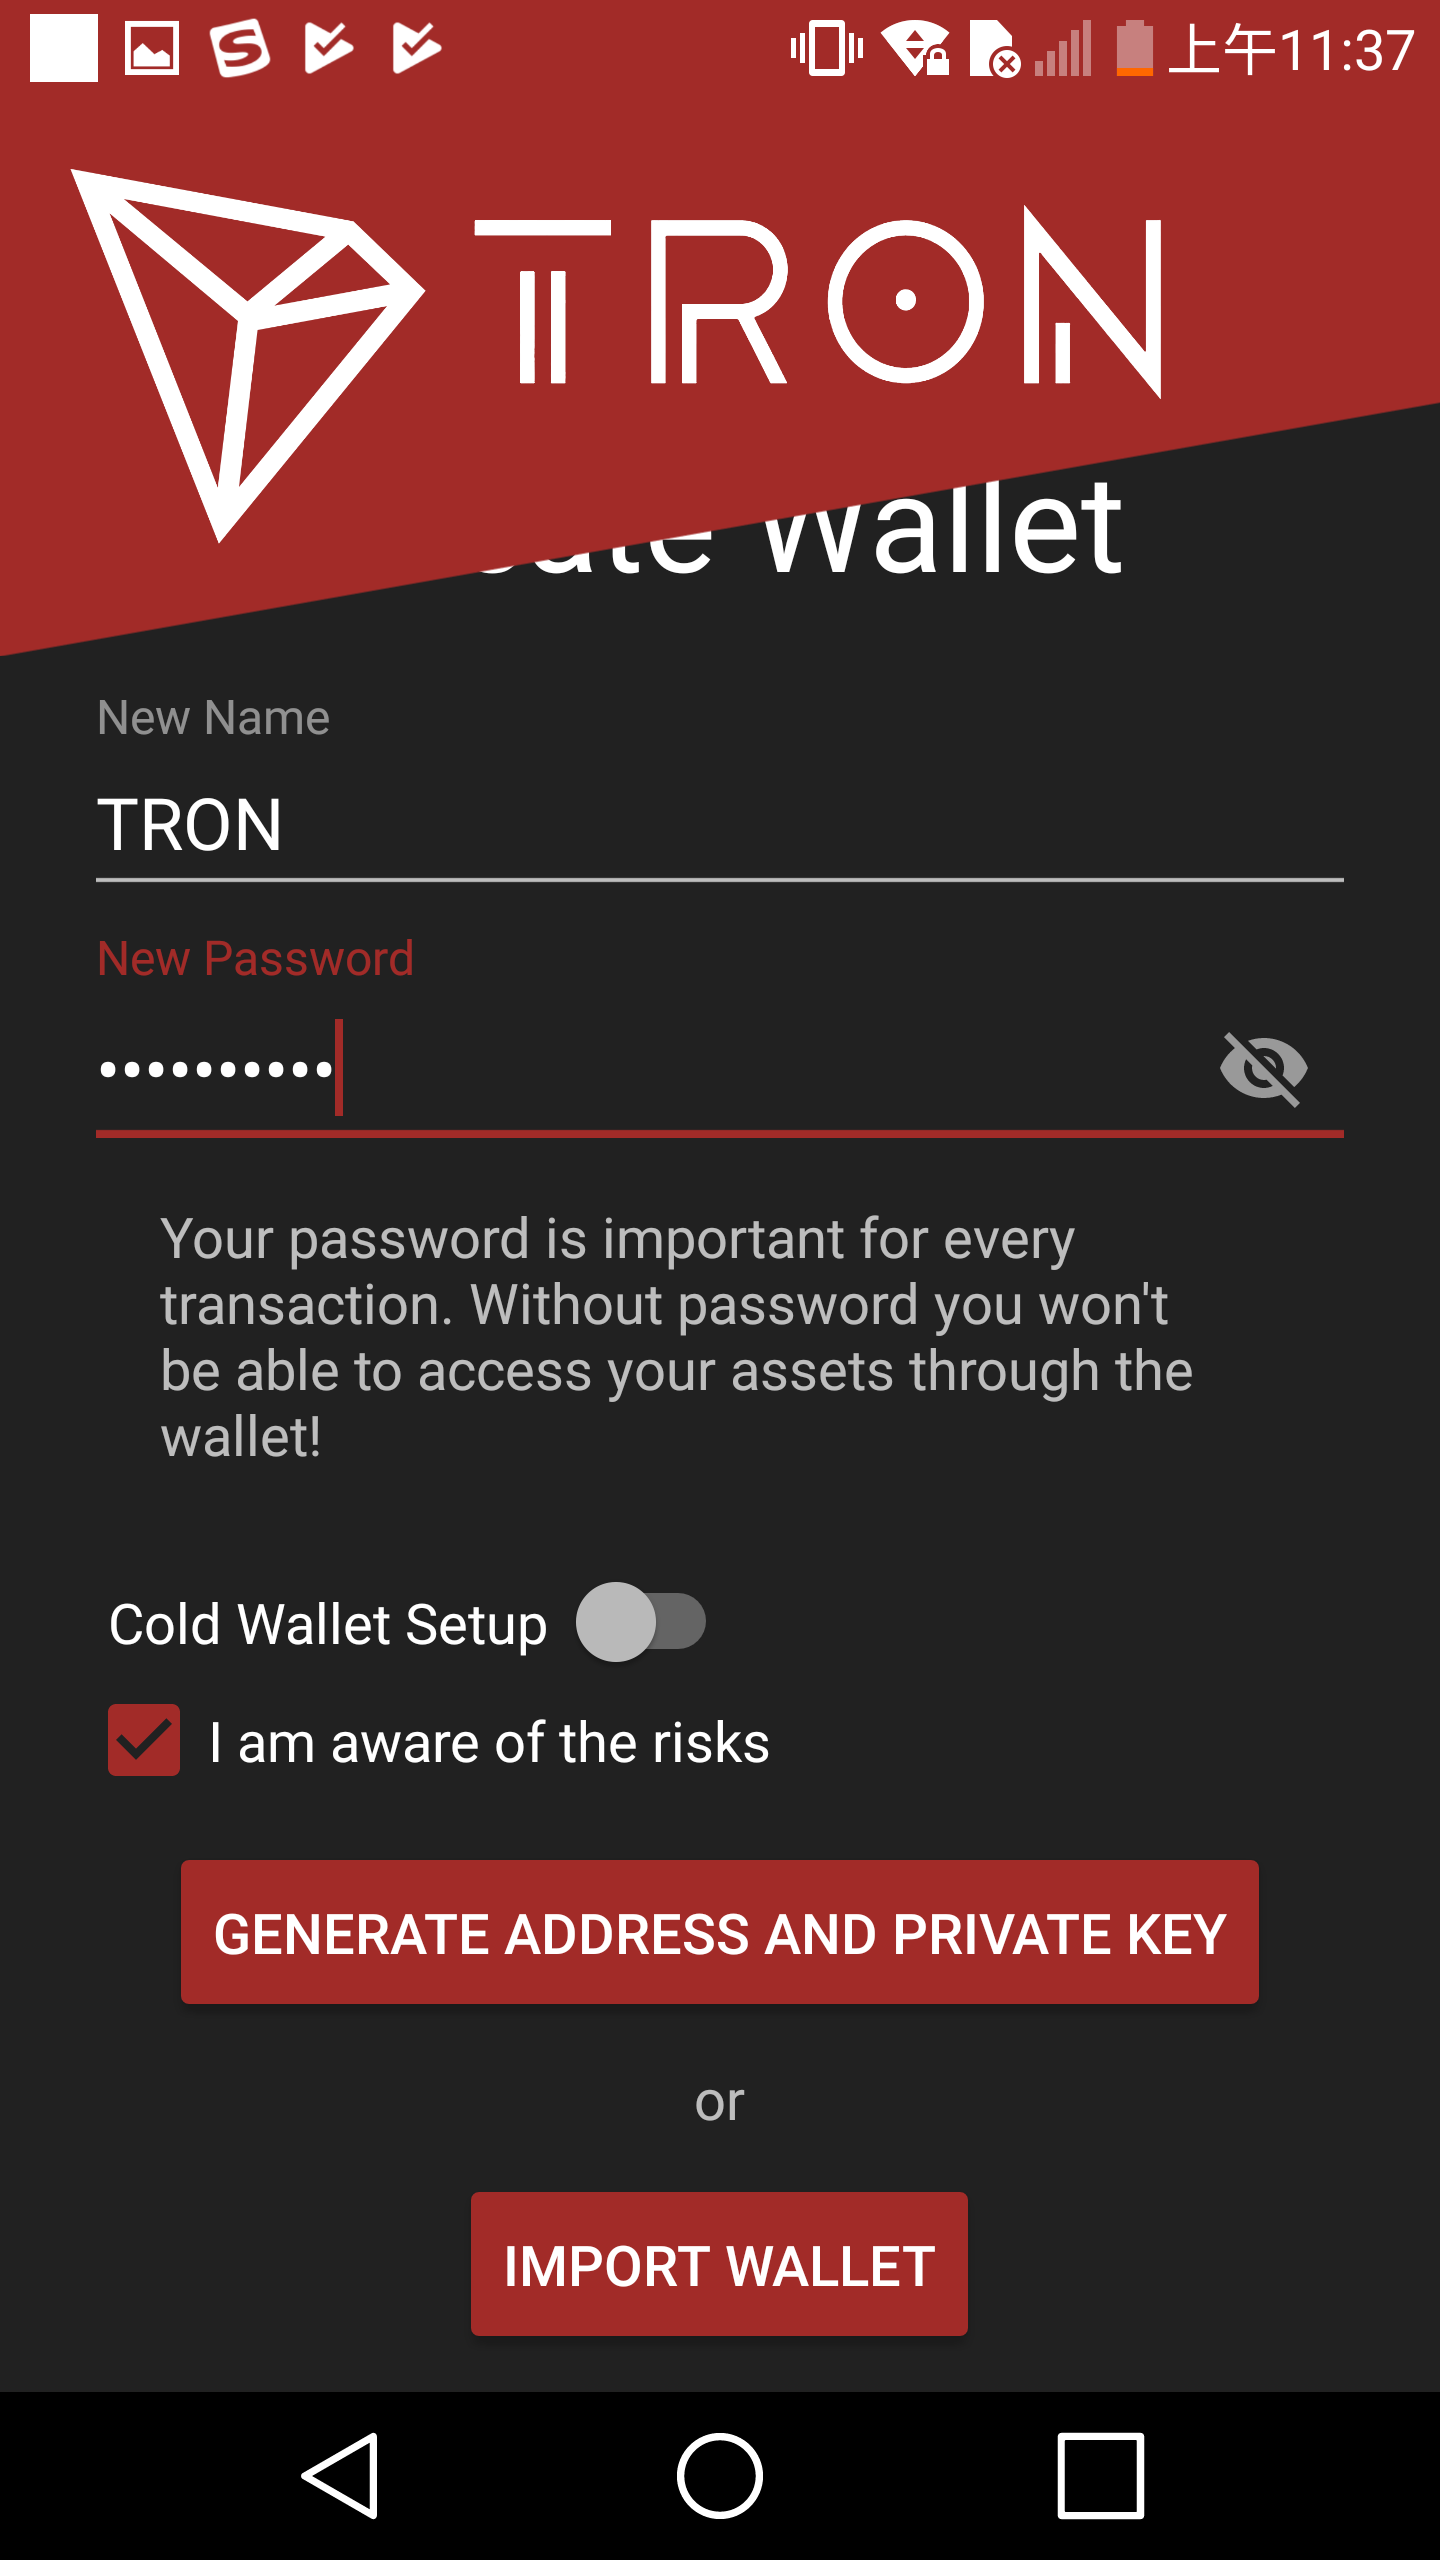 上午11:37
TRON
Wallet
New Name
TRON
New Password
Your password is important for every
transaction. Without password you won't
be able to access your assets through the
wallet!
Cold Wallet Setup
I am aware of the risks
GENERATE ADDRESS AND PRIVATE KEY
or
IMPORT WALLET